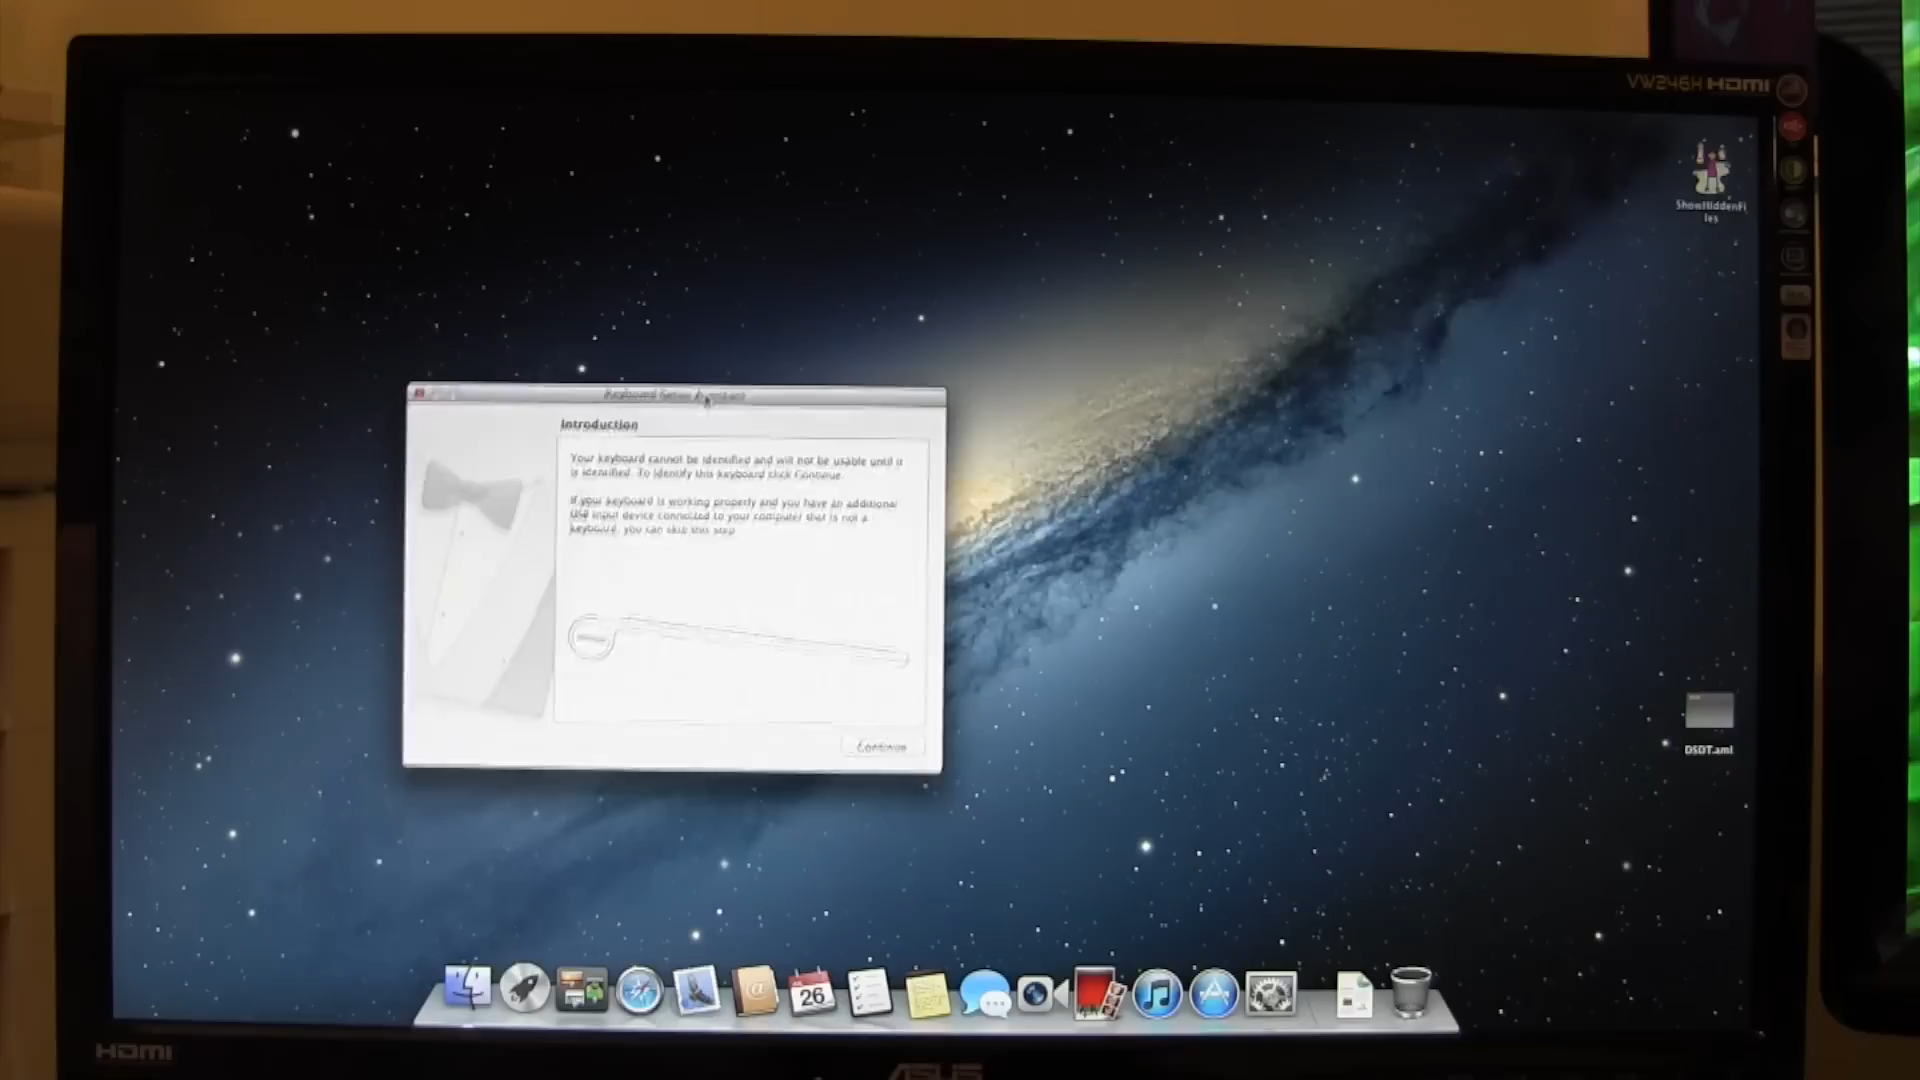 VW246H HDMI
ShowHiddenFi
les
Keyboard Setup Assistant
Introduction
Your keyboard cannot be identified and will not be usable until it
is identified. To identify this keyboard click Continue.
If your keyboard is working properly and you have an additional
USB input device connected to your computer that is not a
keyboard, you can skip this step.
Continue
DSDT.aml
26
HDMI
ASUS